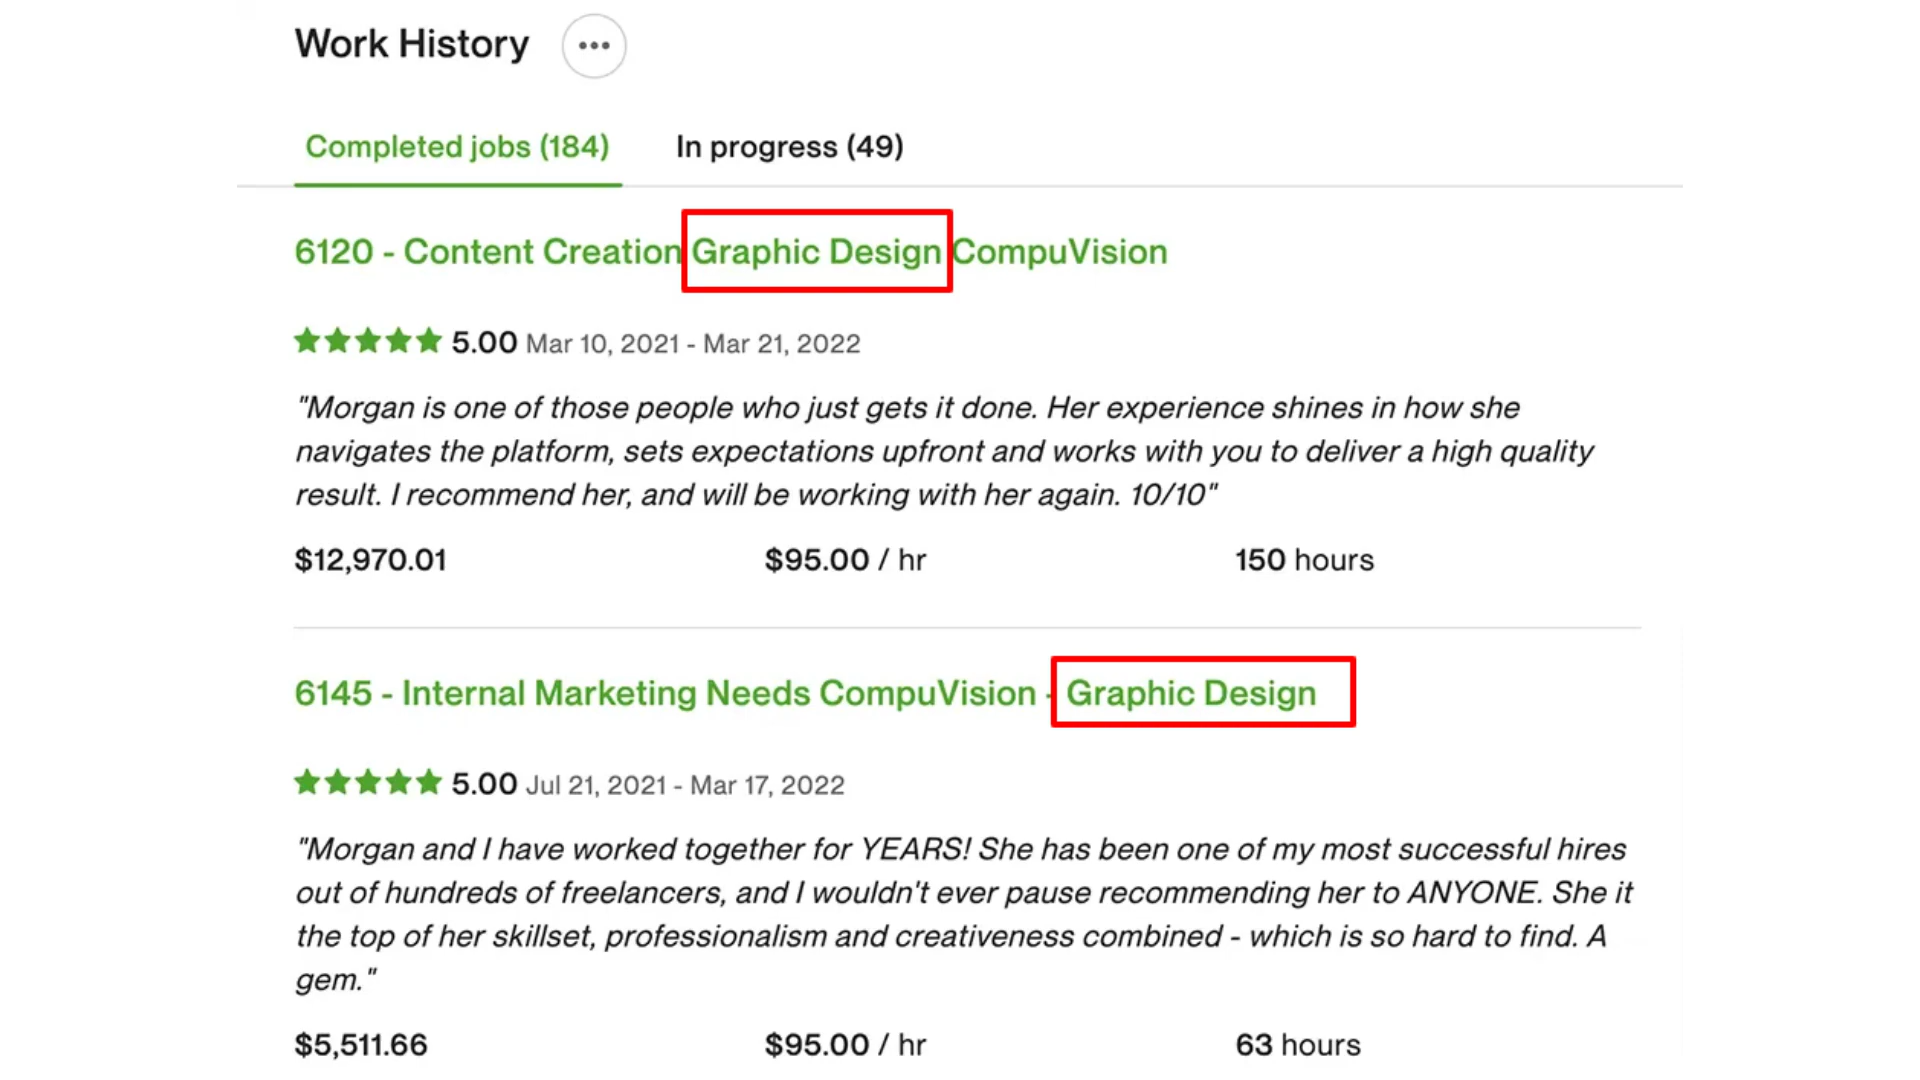 Work History
Completed jobs (184) In progress (49)
6120 - Content Creation Graphic Design CompuVision
5.00 Mar 10, 2021 - Mar 21, 2022
"Morgan is one of those people who just gets it done. Her experience shines in how she
navigates the platform, sets expectations upfront and works with you to deliver a high quality
result. I recommend her, and will be working with her again. 10/10"
$12,970.01 $95.00 / hr 150 hours
6145 - Internal Marketing Needs CompuVision - Graphic Design
5.00 Jul 21, 2021 - Mar 17, 2022
"Morgan and I have worked together for YEARS! She has been one of my most successful hires
out of hundreds of freelancers, and I wouldn't ever pause recommending her to ANYONE. She it
the top of her skillset, professionalism and creativeness combined - which is so hard to find. A
gem."
$5,511.66 $95.00 / hr 63 hours